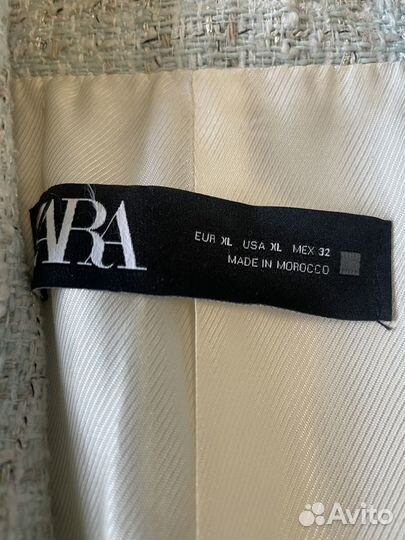 ZARA
EUR XL USA XL MEX 32
MADE IN MOROCCO
Avito